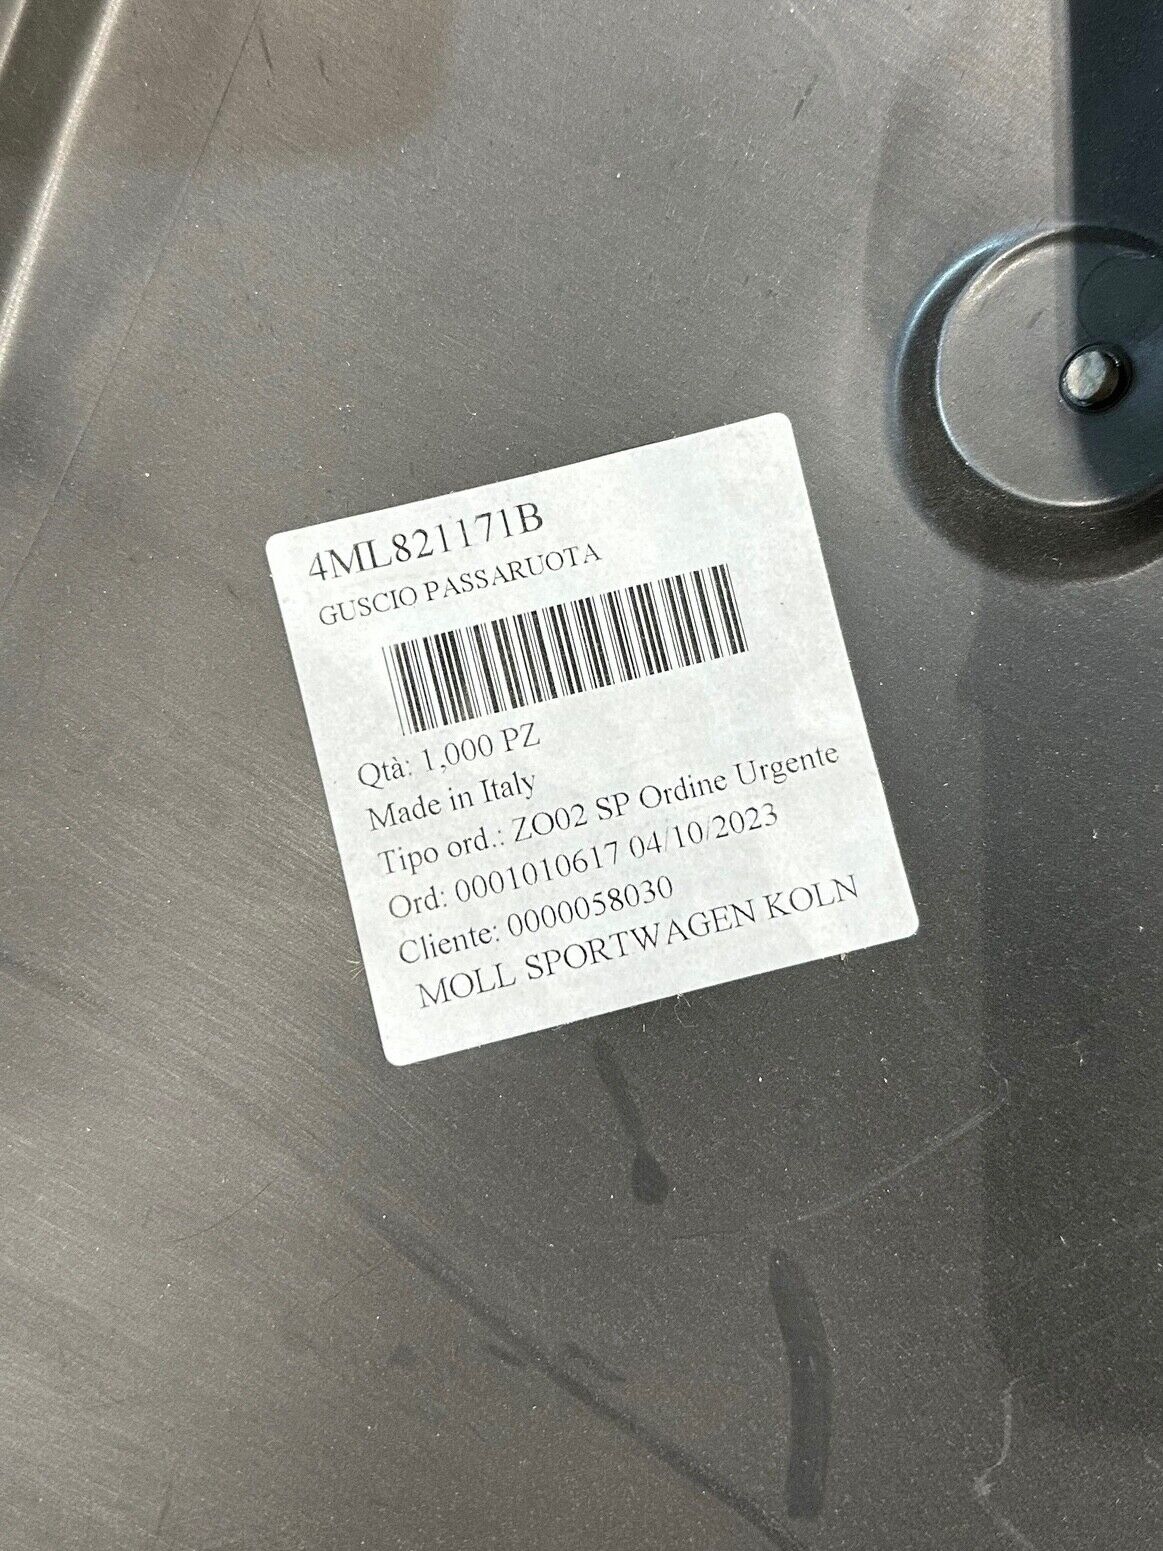 4ML821171B
GUSCIO PASSARUOTA
Qtà: 1,000 PZ
Made in Italy
Tipo ord.: ZO02 SP Ordine Urgente
Ord: 0001010617 04/10/2023
Cliente: 0000058030
MOLL SPORTWAGEN KOLN